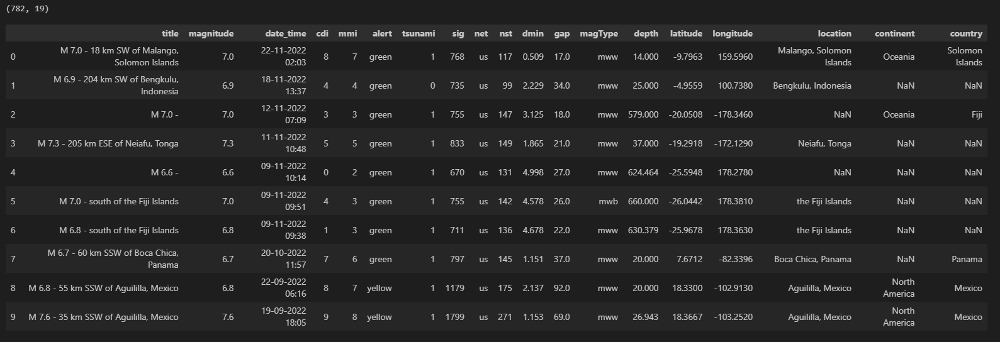 (782, 19)
title magnitude date_time cdi mmi alert tsunami sig net nst dmin gap magType depth latitude longitude location continent country
0 M 7.0 - 18 km SW of Malango, Solomon Islands 7.0 22-11-2022 02:03 8 7 green 1 768 us 117 0.509 17.0 mww 14.000 -9.7963 159.5960 Malango, Solomon Islands Oceania Solomon Islands
1 M 6.9 - 204 km SW of Bengkulu, Indonesia 6.9 18-11-2022 13:37 4 4 green 0 735 us 99 2.229 34.0 mww 25.000 -4.9559 100.7380 Bengkulu, Indonesia NaN NaN
2 M 7.0 - 7.0 12-11-2022 07:09 3 3 green 1 755 us 147 3.125 18.0 mww 579.000 -20.0508 -178.3460 NaN Oceania Fiji
3 M 7.3 - 205 km ESE of Neiafu, Tonga 7.3 11-11-2022 10:48 5 5 green 1 833 us 149 1.865 21.0 mww 37.000 -19.2918 -172.1290 Neiafu, Tonga NaN NaN
4 M 6.6 - 6.6 09-11-2022 10:14 0 2 green 1 670 us 131 4.998 27.0 mww 624.464 -25.5948 178.2780 NaN NaN NaN
5 M 7.0 - south of the Fiji Islands 7.0 09-11-2022 09:51 4 3 green 1 755 us 142 4.578 26.0 mwb 660.000 -26.0442 178.3810 the Fiji Islands NaN NaN
6 M 6.8 - south of the Fiji Islands 6.8 09-11-2022 09:38 1 3 green 1 711 us 136 4.678 22.0 mww 630.379 -25.9678 178.3630 the Fiji Islands NaN NaN
7 M 6.7 - 60 km SSW of Boca Chica, Panama 6.7 20-10-2022 11:57 7 6 green 1 797 us 145 1.151 37.0 mww 20.000 7.6712 -82.3396 Boca Chica, Panama NaN Panama
8 M 6.8 - 55 km SSW of Aguililla, Mexico 6.8 22-09-2022 06:16 8 7 yellow 1 1179 us 175 2.137 92.0 mww 20.000 18.3300 -102.9130 Aguililla, Mexico North America Mexico
9 M 7.6 - 35 km SSW of Aguililla, Mexico 7.6 19-09-2022 18:05 9 8 yellow 1 1799 us 271 1.153 69.0 mww 26.943 18.3667 -103.2520 Aguililla, Mexico North America Mexico